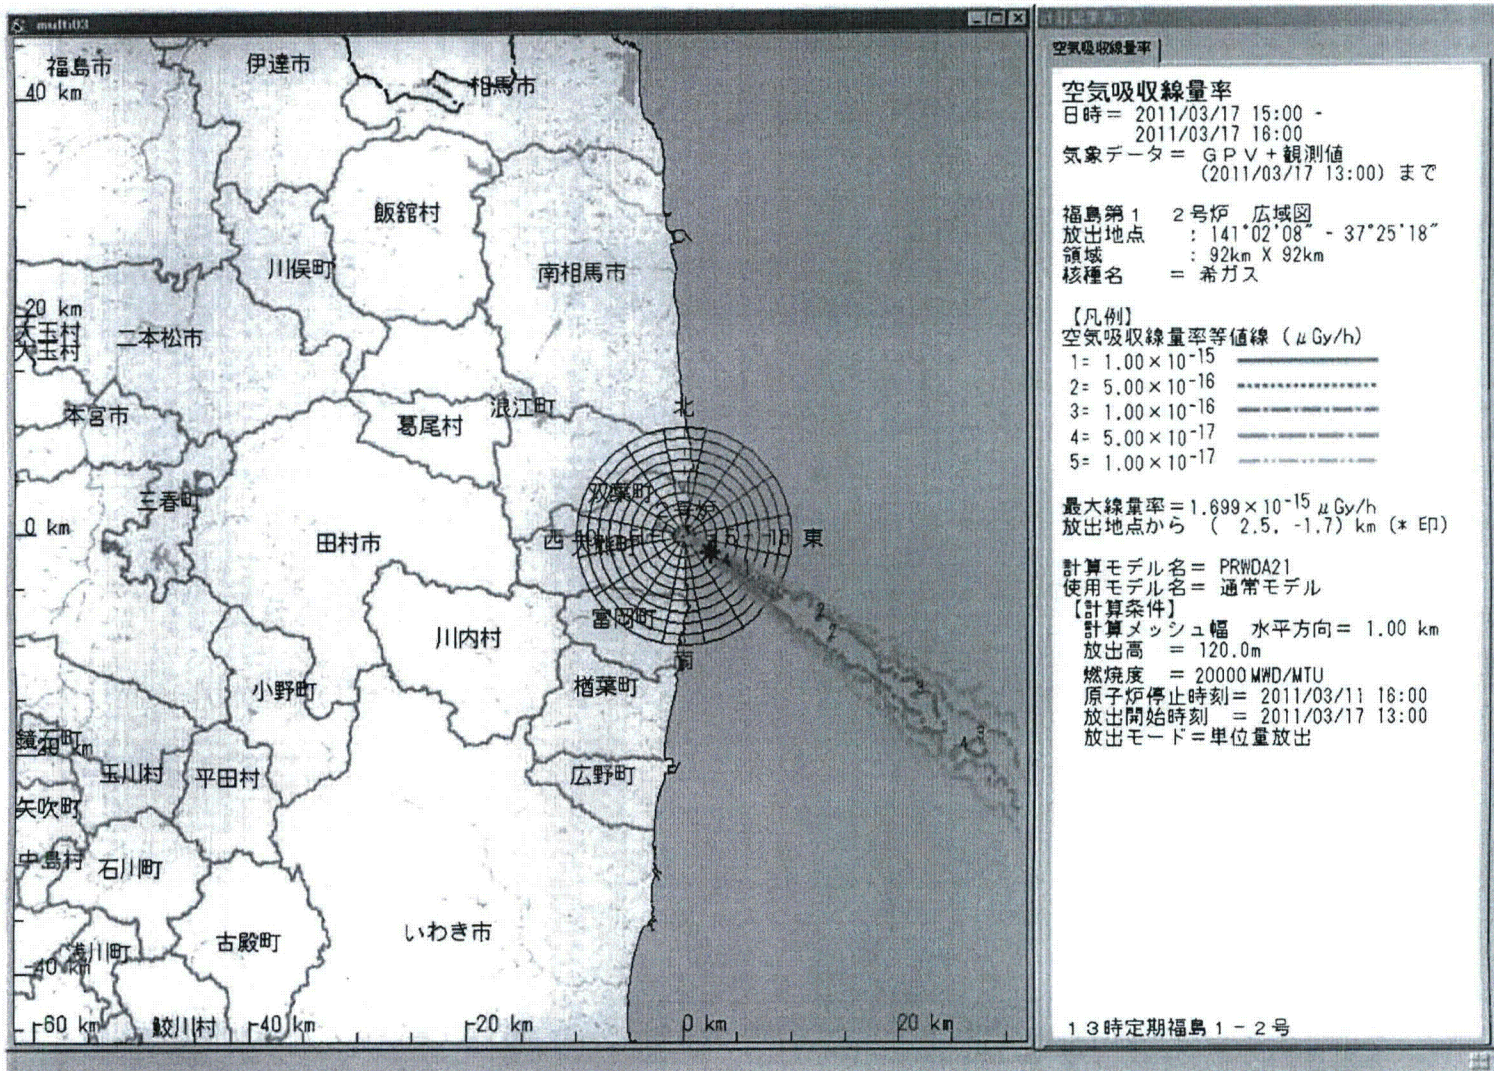 multi03
福島市
伊達市
相馬市
40 km
飯舘村
川俣町
南相馬市
20 km
大玉村
大玉村
二本松市
本宮市
浪江町
北
葛尾村
三春町
双葉町
0 km
田村市
西
東
富岡町
川内村
南
小野町
楢葉町
鏡石町
玉川村
平田村
広野町
矢吹町
中島村
石川町
いわき市
古殿町
浅川町
-40 km
-60 km
鮫川村
-40 km
-20 km
0 km
20 km
空気吸収線量率
空気吸収線量率
日時= 2011/03/17 15:00 -
2011/03/17 16:00
気象データ= GPV+観測値
(2011/03/17 13:00) まで
福島第1 2号炉 広域図
放出地点 : 141°02'08" - 37°25'18"
領域 : 92km X 92km
核種名 = 希ガス
【凡例】
空気吸収線量率等値線 (μGy/h)
1= 1.00×10-15
2= 5.00×10-16
3= 1.00×10-16
4= 5.00×10-17
5= 1.00×10-17
最大線量率=1.699×10-15 μGy/h
放出地点から ( 2.5, -1.7) km (* 印)
計算モデル名= PRWDA21
使用モデル名= 通常モデル
【計算条件】
計算メッシュ幅 水平方向= 1.00 km
放出高 = 120.0m
燃焼度 = 20000MWD/MTU
原子炉停止時刻= 2011/03/11 16:00
放出開始時刻 = 2011/03/17 13:00
放出モード=単位量放出
13時定期福島1-2号